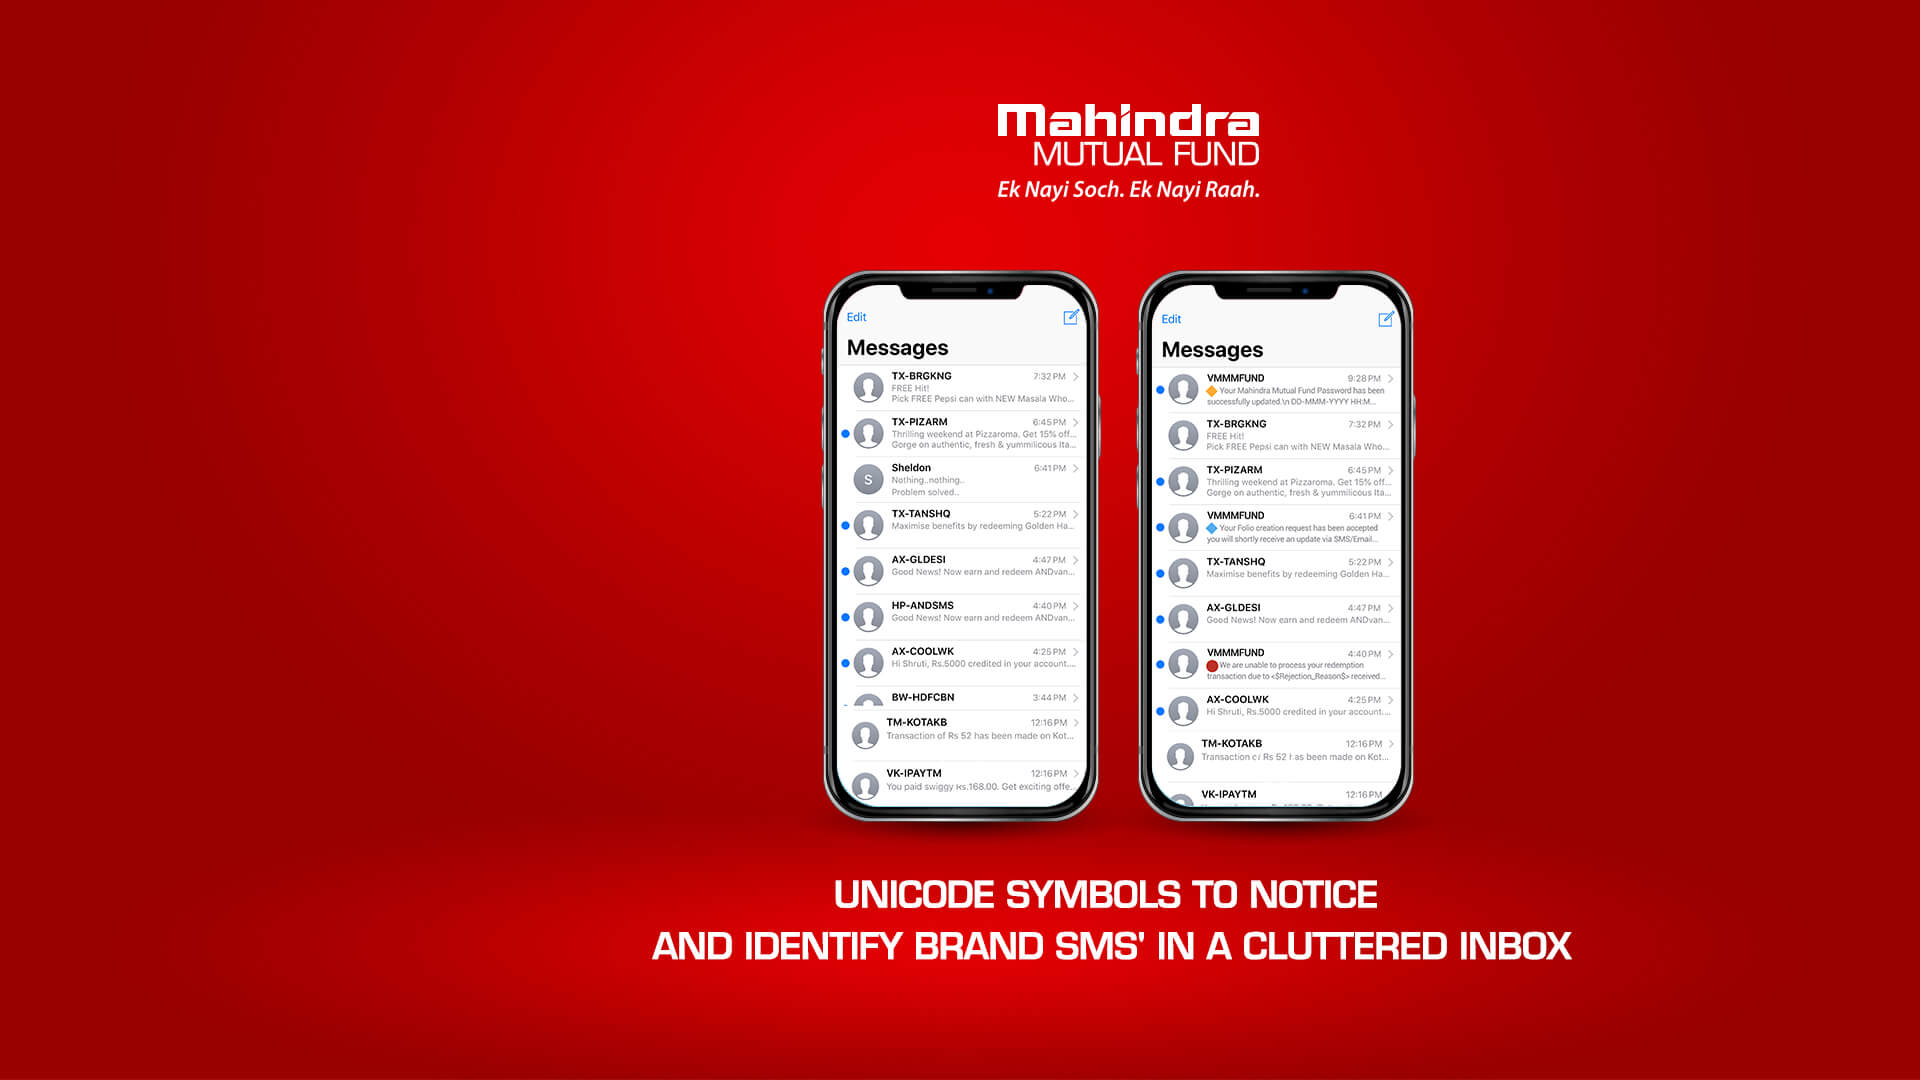 Mahindra
MUTUAL FUND
Ek Nayi Soch. Ek Nayi Raah.
Edit
Messages
TX-BRGKNG 7:32 PM
FREE Hit!
Pick FREE Pepsi can with NEW Masala Who...
TX-PIZARM 6:45 PM
Thrilling weekend at Pizzaroma. Get 15% off...
Gorge on authentic, fresh & yummilicous Ita...
S
Sheldon 6:41 PM
Nothing..nothing..
Problem solved..
TX-TANSHQ 5:22 PM
Maximise benefits by redeeming Golden Ha...
AX-GLDESI 4:47 PM
Good News! Now earn and redeem ANDvan...
HP-ANDSMS 4:40 PM
Good News! Now earn and redeem ANDvan...
AX-COOLWK 4:25 PM
Hi Shruti, Rs.5000 credited in your account....
BW-HDFCBN 3:44 PM
TM-KOTAKB 12:16 PM
Transaction of Rs 52 has been made on Kot...
VK-IPAYTM 12:16 PM
You paid swiggy Rs.168.00. Get exciting offe...
Edit
Messages
VMMMFUND 9:28 PM
🔶 Your Mahindra Mutual Fund Password has been
successfully updated.\n DD-MMM-YYYY HH:M...
TX-BRGKNG 7:32 PM
FREE Hit!
Pick FREE Pepsi can with NEW Masala Who...
TX-PIZARM 6:45 PM
Thrilling weekend at Pizzaroma. Get 15% off...
Gorge on authentic, fresh & yummilicous Ita...
VMMMFUND 6:41 PM
🔷 Your Folio creation request has been accepted
you will shortly receive an update via SMS/Email...
TX-TANSHQ 5:22 PM
Maximise benefits by redeeming Golden Ha...
AX-GLDESI 4:47 PM
Good News! Now earn and redeem ANDvan...
VMMMFUND 4:40 PM
🔴 We are unable to process your redemption
transaction due to <$Rejection_Reason$> received...
AX-COOLWK 4:25 PM
Hi Shruti, Rs.5000 credited in your account....
TM-KOTAKB 12:16 PM
Transaction of Rs 52 has been made on Kot...
VK-IPAYTM 12:16 PM
UNICODE SYMBOLS TO NOTICE
AND IDENTIFY BRAND SMS' IN A CLUTTERED INBOX